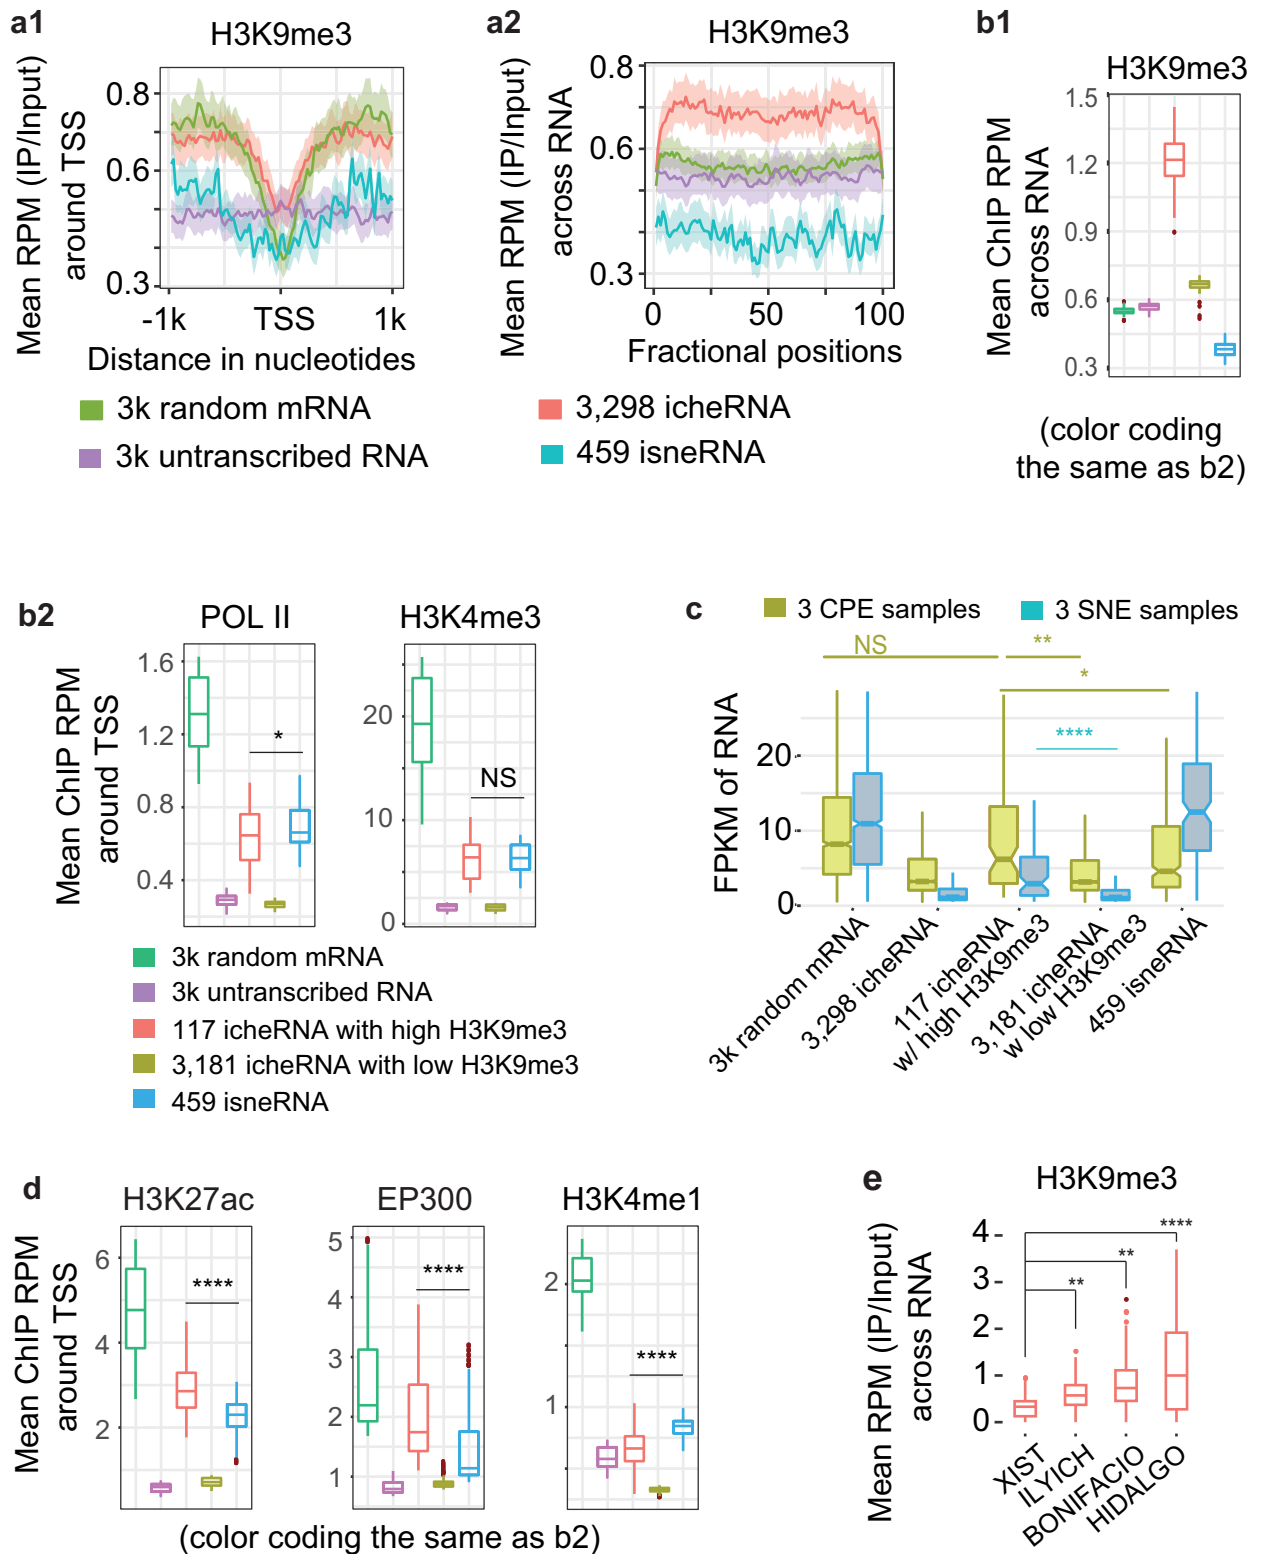 a1
H3K9me3
Mean RPM (IP/Input)
around TSS
0.8
0.6
0.3
-1k
TSS
1k
Distance in nucleotides
a2
H3K9me3
Mean RPM (IP/Input)
across RNA
0.8
0.6
0.3
0
50
100
Fractional positions
3k random mRNA
3k untranscribed RNA
3,298 icheRNA
459 isneRNA
b1
H3K9me3
Mean ChIP RPM
across RNA
1.5
1.2
0.9
0.6
0.3
(color coding
the same as b2)
b2
POL II
Mean ChIP RPM
around TSS
1.6
1.2
0.8
0.4
*
H3K4me3
20
10
0
NS
3k random mRNA
3k untranscribed RNA
117 icheRNA with high H3K9me3
3,181 icheRNA with low H3K9me3
459 isneRNA
c
3 CPE samples
3 SNE samples
NS
**
*
****
FPKM of RNA
20
10
0
3k random mRNA
3,298 icheRNA
117 icheRNA
w/ high H3K9me3
3,181 icheRNA
w low H3K9me3
459 isneRNA
d
H3K27ac
Mean ChIP RPM
around TSS
6
4
2
****
EP300
5
4
3
2
1
****
H3K4me1
2
1
****
(color coding the same as b2)
e
H3K9me3
Mean RPM (IP/Input)
across RNA
4
3
2
1
0
****
**
**
XIST
ILYICH
BONIFACIO
HIDALGO